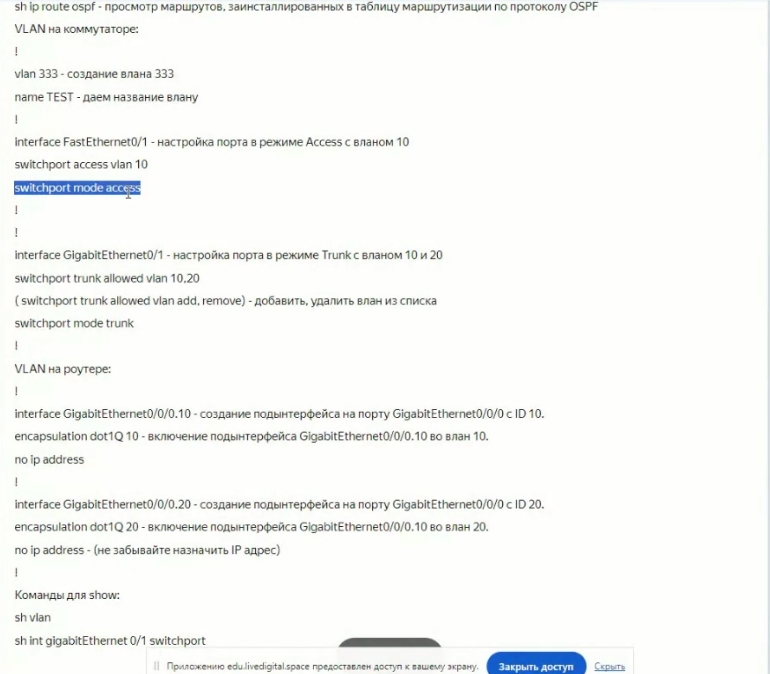 sh ip route ospf - просмотр маршрутов, заинсталлированных в таблицу маршрутизации по протоколу OSPF
VLAN на коммутаторе:
!
vlan 333 - создание влана 333
name TEST - даем название влану
!
interface FastEthernet0/1 - настройка порта в режиме Access с вланом 10
switchport access vlan 10
switchport mode access
!
!
interface GigabitEthernet0/1 - настройка порта в режиме Trunk с вланом 10 и 20
switchport trunk allowed vlan 10,20
( switchport trunk allowed vlan add, remove) - добавить, удалить влан из списка
switchport mode trunk
!
VLAN на роутере:
!
interface GigabitEthernet0/0/0.10 - создание подынтерфейса на порту GigabitEthernet0/0/0 с ID 10.
encapsulation dot1Q 10 - включение подынтерфейса GigabitEthernet0/0/0.10 во влан 10.
no ip address
!
interface GigabitEthernet0/0/0.20 - создание подынтерфейса на порту GigabitEthernet0/0/0 с ID 20.
encapsulation dot1Q 20 - включение подынтерфейса GigabitEthernet0/0/0.10 во влан 20.
no ip address - (не забывайте назначить IP адрес)
!
Команды для show:
sh vlan
sh int gigabitEthernet 0/1 switchport
Приложению edu.livedigital.space предоставлен доступ к вашему экрану. Закрыть доступ Скрыть